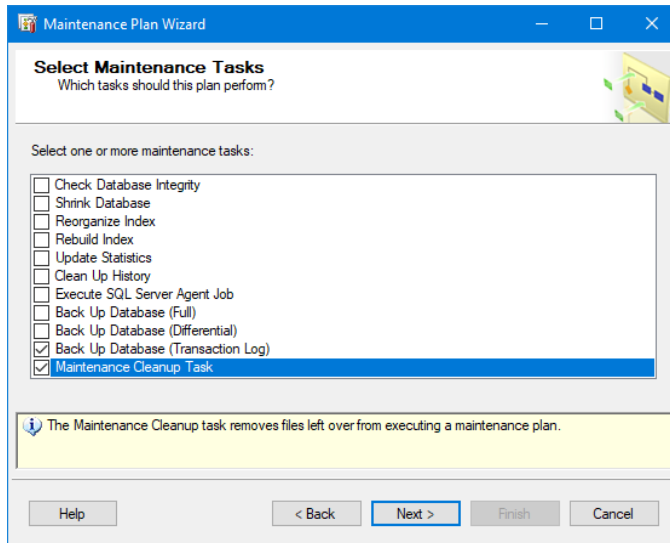 Maintenance Plan Wizard
Select Maintenance Tasks
Which tasks should this plan perform?
Select one or more maintenance tasks:
Check Database Integrity
Shrink Database
Reorganize Index
Rebuild Index
Update Statistics
Clean Up History
Execute SQL Server Agent Job
Back Up Database (Full)
Back Up Database (Differential)
Back Up Database (Transaction Log)
Maintenance Cleanup Task
The Maintenance Cleanup task removes files left over from executing a maintenance plan.
Help < Back Next > Finish Cancel